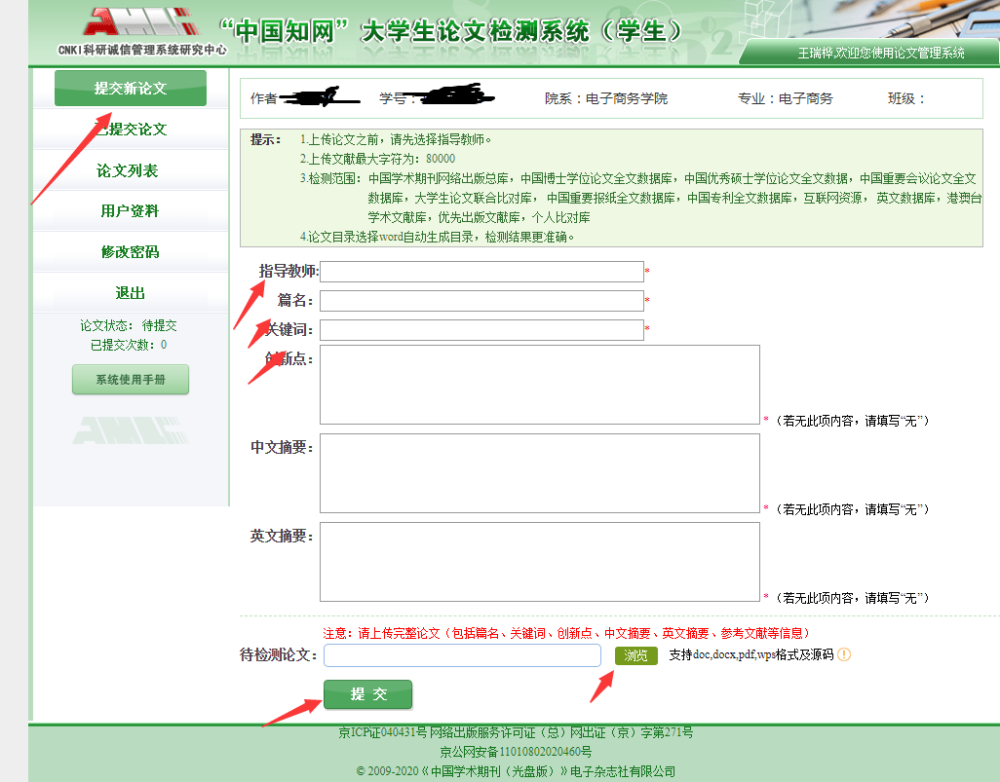 CNKI科研诚信管理系统研究中心
“中国知网”大学生论文检测系统（学生）
王瑞桦,欢迎您使用论文管理系统
提交新论文
已提交论文
论文列表
用户资料
修改密码
退出
论文状态： 待提交
已提交次数：0
系统使用手册
作者 学号： 院系：电子商务学院 专业：电子商务 班级：
提示： 1.上传论文之前，请先选择指导教师。
2.上传文献最大字符为：80000
3.检测范围：中国学术期刊网络出版总库，中国博士学位论文全文数据库，中国优秀硕士学位论文全文数据，中国重要会议论文全文
数据库，大学生论文联合比对库， 中国重要报纸全文数据库，中国专利全文数据库，互联网资源， 英文数据库，港澳台
学术文献库，优先出版文献库，个人比对库
4.论文目录选择word自动生成目录，检测结果更准确。
指导教师: *
篇名： *
关键词： *
创新点：
*（若无此项内容，请填写“无”）
中文摘要：
*（若无此项内容，请填写“无”）
英文摘要：
*（若无此项内容，请填写“无”）
注意：请上传完整论文（包括篇名、关键词、创新点、中文摘要、英文摘要、参考文献等信息）
待检测论文： 浏览 支持doc,docx,pdf,wps格式及源码
提 交
京ICP证040431号 网络出版服务许可证（总）网出证（京）字第271号
京公网安备11010802020460号
© 2009-2020《中国学术期刊（光盘版）》电子杂志社有限公司